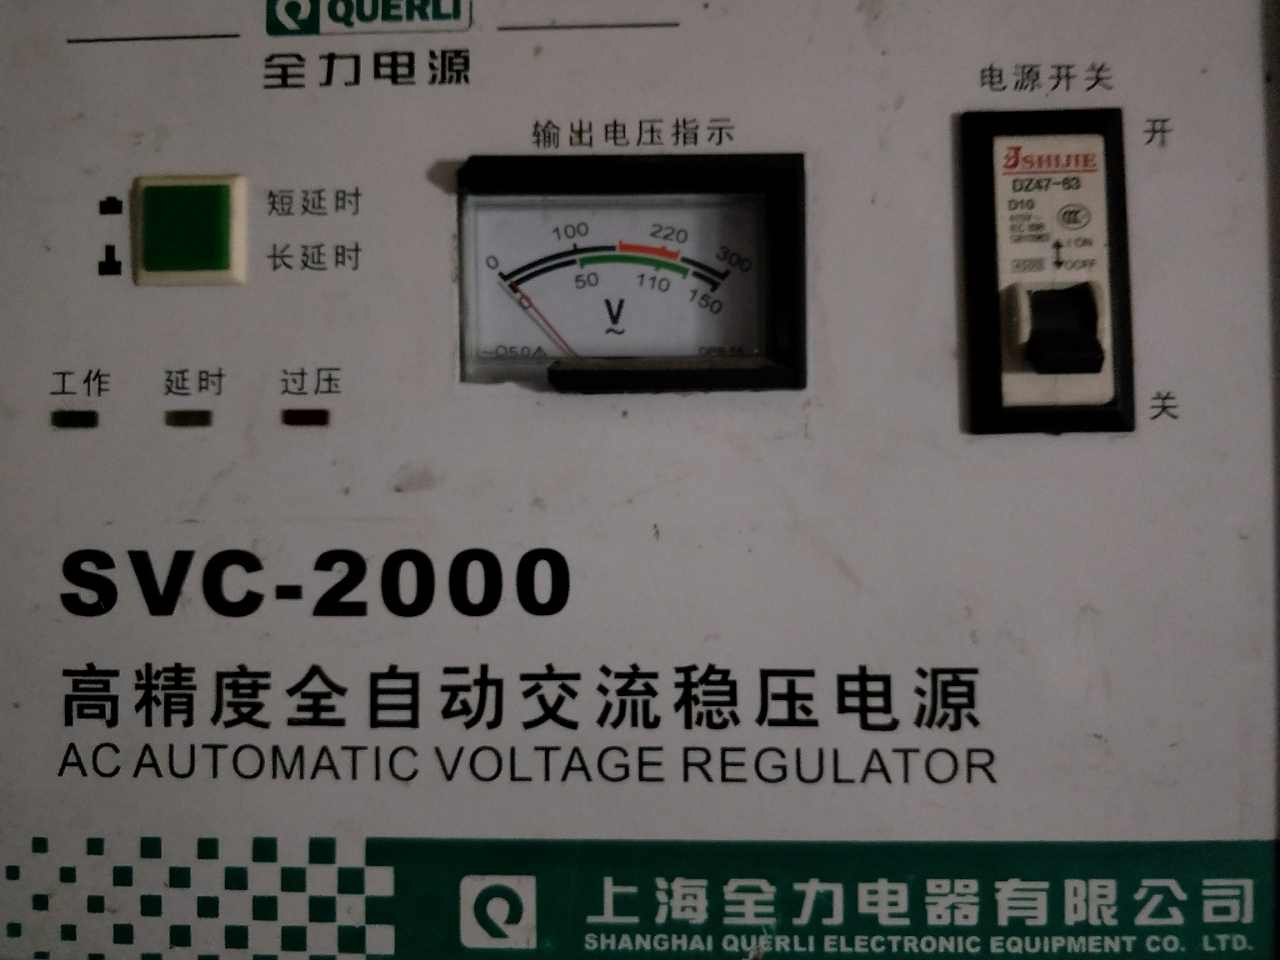 QUERLI
全力电源
电源开关
输出电压指示
开
JSHIJIE
DZ47-63
D10
CCC
I ON
O OFF
短延时
长延时
0 100 220 300
0 50 110 150
V
~
工作 延时 过压
关
SVC-2000
高精度全自动交流稳压电源
AC AUTOMATIC VOLTAGE REGULATOR
上海全力电器有限公司
SHANGHAI QUERLI ELECTRONIC EQUIPMENT CO. LTD.